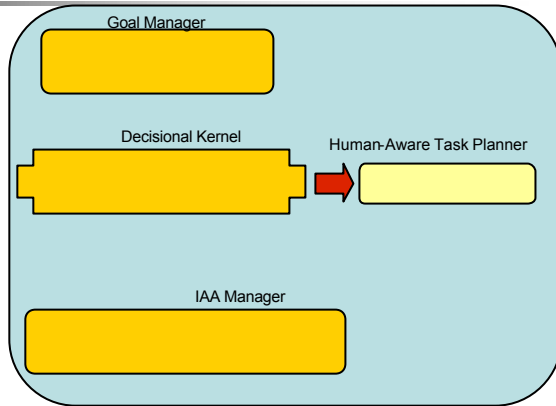 Goal Manager
Decisional Kernel
Human-Aware Task Planner
IAA Manager